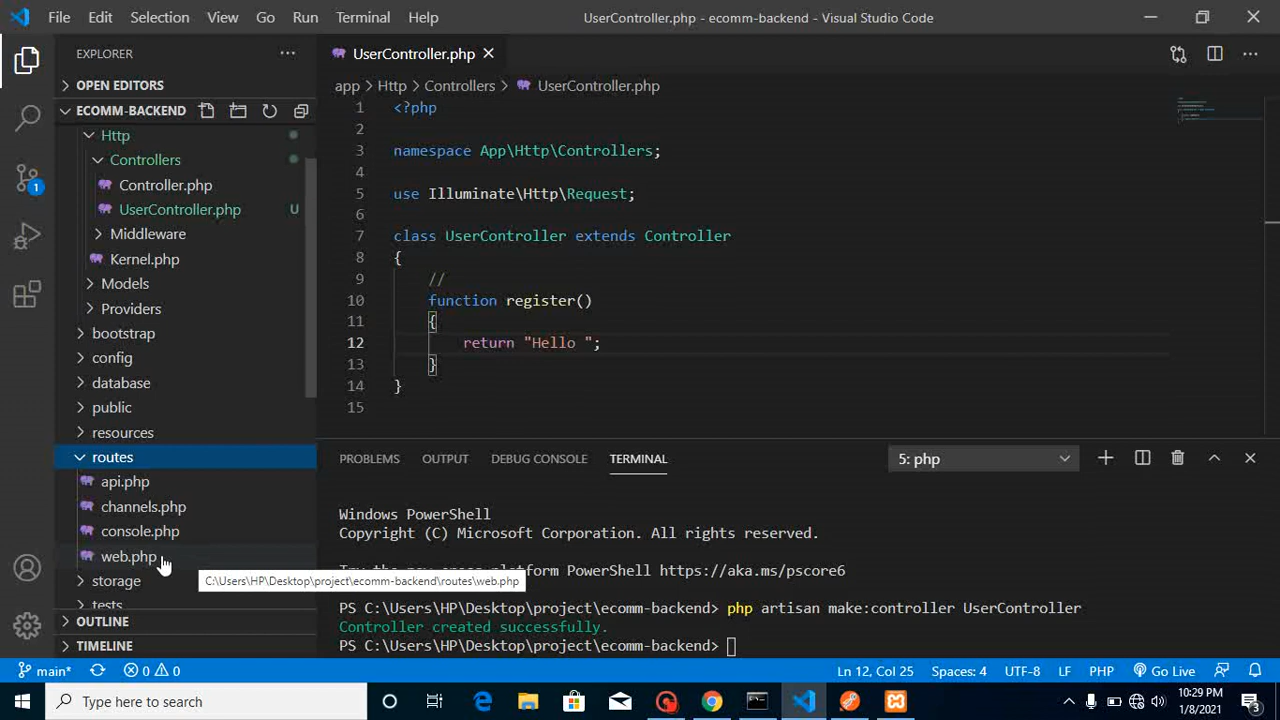 File Edit Selection View Go Run Terminal Help UserController.php - ecomm-backend - Visual Studio Code
EXPLORER
OPEN EDITORS
ECOMM-BACKEND
Http
Controllers
Controller.php
UserController.php U
Middleware
Kernel.php
Models
Providers
bootstrap
config
database
public
resources
routes
api.php
channels.php
console.php
web.php
storage
tests
OUTLINE
TIMELINE
1
C:\Users\HP\Desktop\project\ecomm-backend\routes\web.php
UserController.php
app > Http > Controllers > UserController.php
1 <?php
2
3 namespace App\Http\Controllers;
4
5 use Illuminate\Http\Request;
6
7 class UserController extends Controller
8 {
9 //
10 function register()
11 {
12 return "Hello ";
13 }
14 }
15
PROBLEMS OUTPUT DEBUG CONSOLE TERMINAL 5: php
Windows PowerShell
Copyright (C) Microsoft Corporation. All rights reserved.
PowerShell https://aka.ms/pscore6
PS C:\Users\HP\Desktop\project\ecomm-backend> php artisan make:controller UserController
Controller created successfully.
PS C:\Users\HP\Desktop\project\ecomm-backend>
main* 0 0 Ln 12, Col 25 Spaces: 4 UTF-8 LF PHP Go Live
Type here to search
10:29 PM
1/8/2021
3